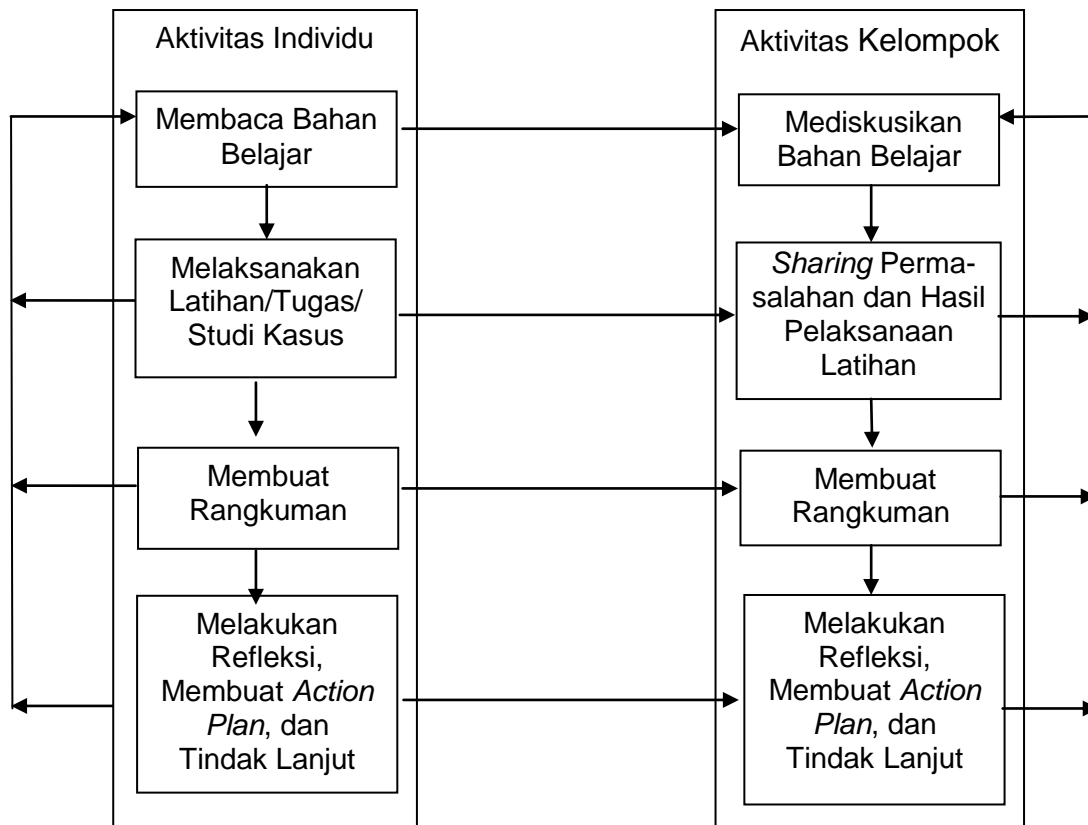 Aktivitas Individu
Membaca Bahan
Belajar
Melaksanakan
Latihan/Tugas/
Studi Kasus
Membuat
Rangkuman
Melakukan
Refleksi,
Membuat Action
Plan, dan
Tindak Lanjut
Aktivitas Kelompok
Mediskusikan
Bahan Belajar
Sharing Perma-
salahan dan Hasil
Pelaksanaan
Latihan
Membuat
Rangkuman
Melakukan
Refleksi,
Membuat Action
Plan, dan
Tindak Lanjut